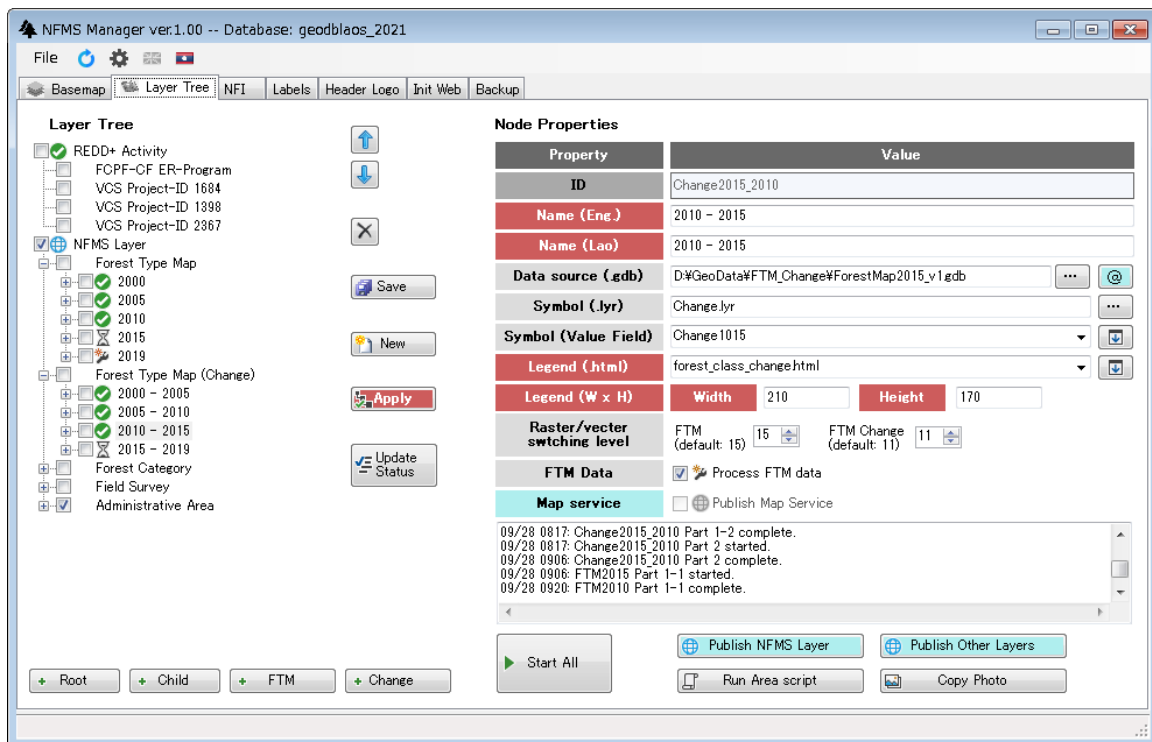 NFMS Manager ver.1.00 -- Database: geodblaos_2021
File
Basemap Layer Tree NFI Labels Header Logo Init Web Backup
Layer Tree
REDD+ Activity
FCPF-CF ER-Program
VCS Project-ID 1684
VCS Project-ID 1398
VCS Project-ID 2367
NFMS Layer
Forest Type Map
2000
2005
2010
2015
2019
Forest Type Map (Change)
2000 - 2005
2005 - 2010
2010 - 2015
2015 - 2019
Forest Category
Field Survey
Administrative Area
Save
New
Apply
Update
Status
+ Root + Child + FTM + Change
Node Properties
Property Value
ID Change2015_2010
Name (Eng.) 2010 - 2015
Name (Lao) 2010 - 2015
Data source (.gdb) D:¥GeoData¥FTM_Change¥ForestMap2015_v1.gdb ... @
Symbol (.lyr) Change.lyr ...
Symbol (Value Field) Change1015
Legend (.html) forest_class_change.html
Legend (W x H) Width 210 Height 170
Raster/vecter
swtching level
FTM
(default: 15) 15
FTM Change
(default: 11) 11
FTM Data Process FTM data
Map service Publish Map Service
09/28 0817: Change2015_2010 Part 1-2 complete.
09/28 0817: Change2015_2010 Part 2 started.
09/28 0906: Change2015_2010 Part 2 complete.
09/28 0906: FTM2015 Part 1-1 started.
09/28 0920: FTM2010 Part 1-1 complete.
Start All
Publish NFMS Layer Publish Other Layers
Run Area script Copy Photo